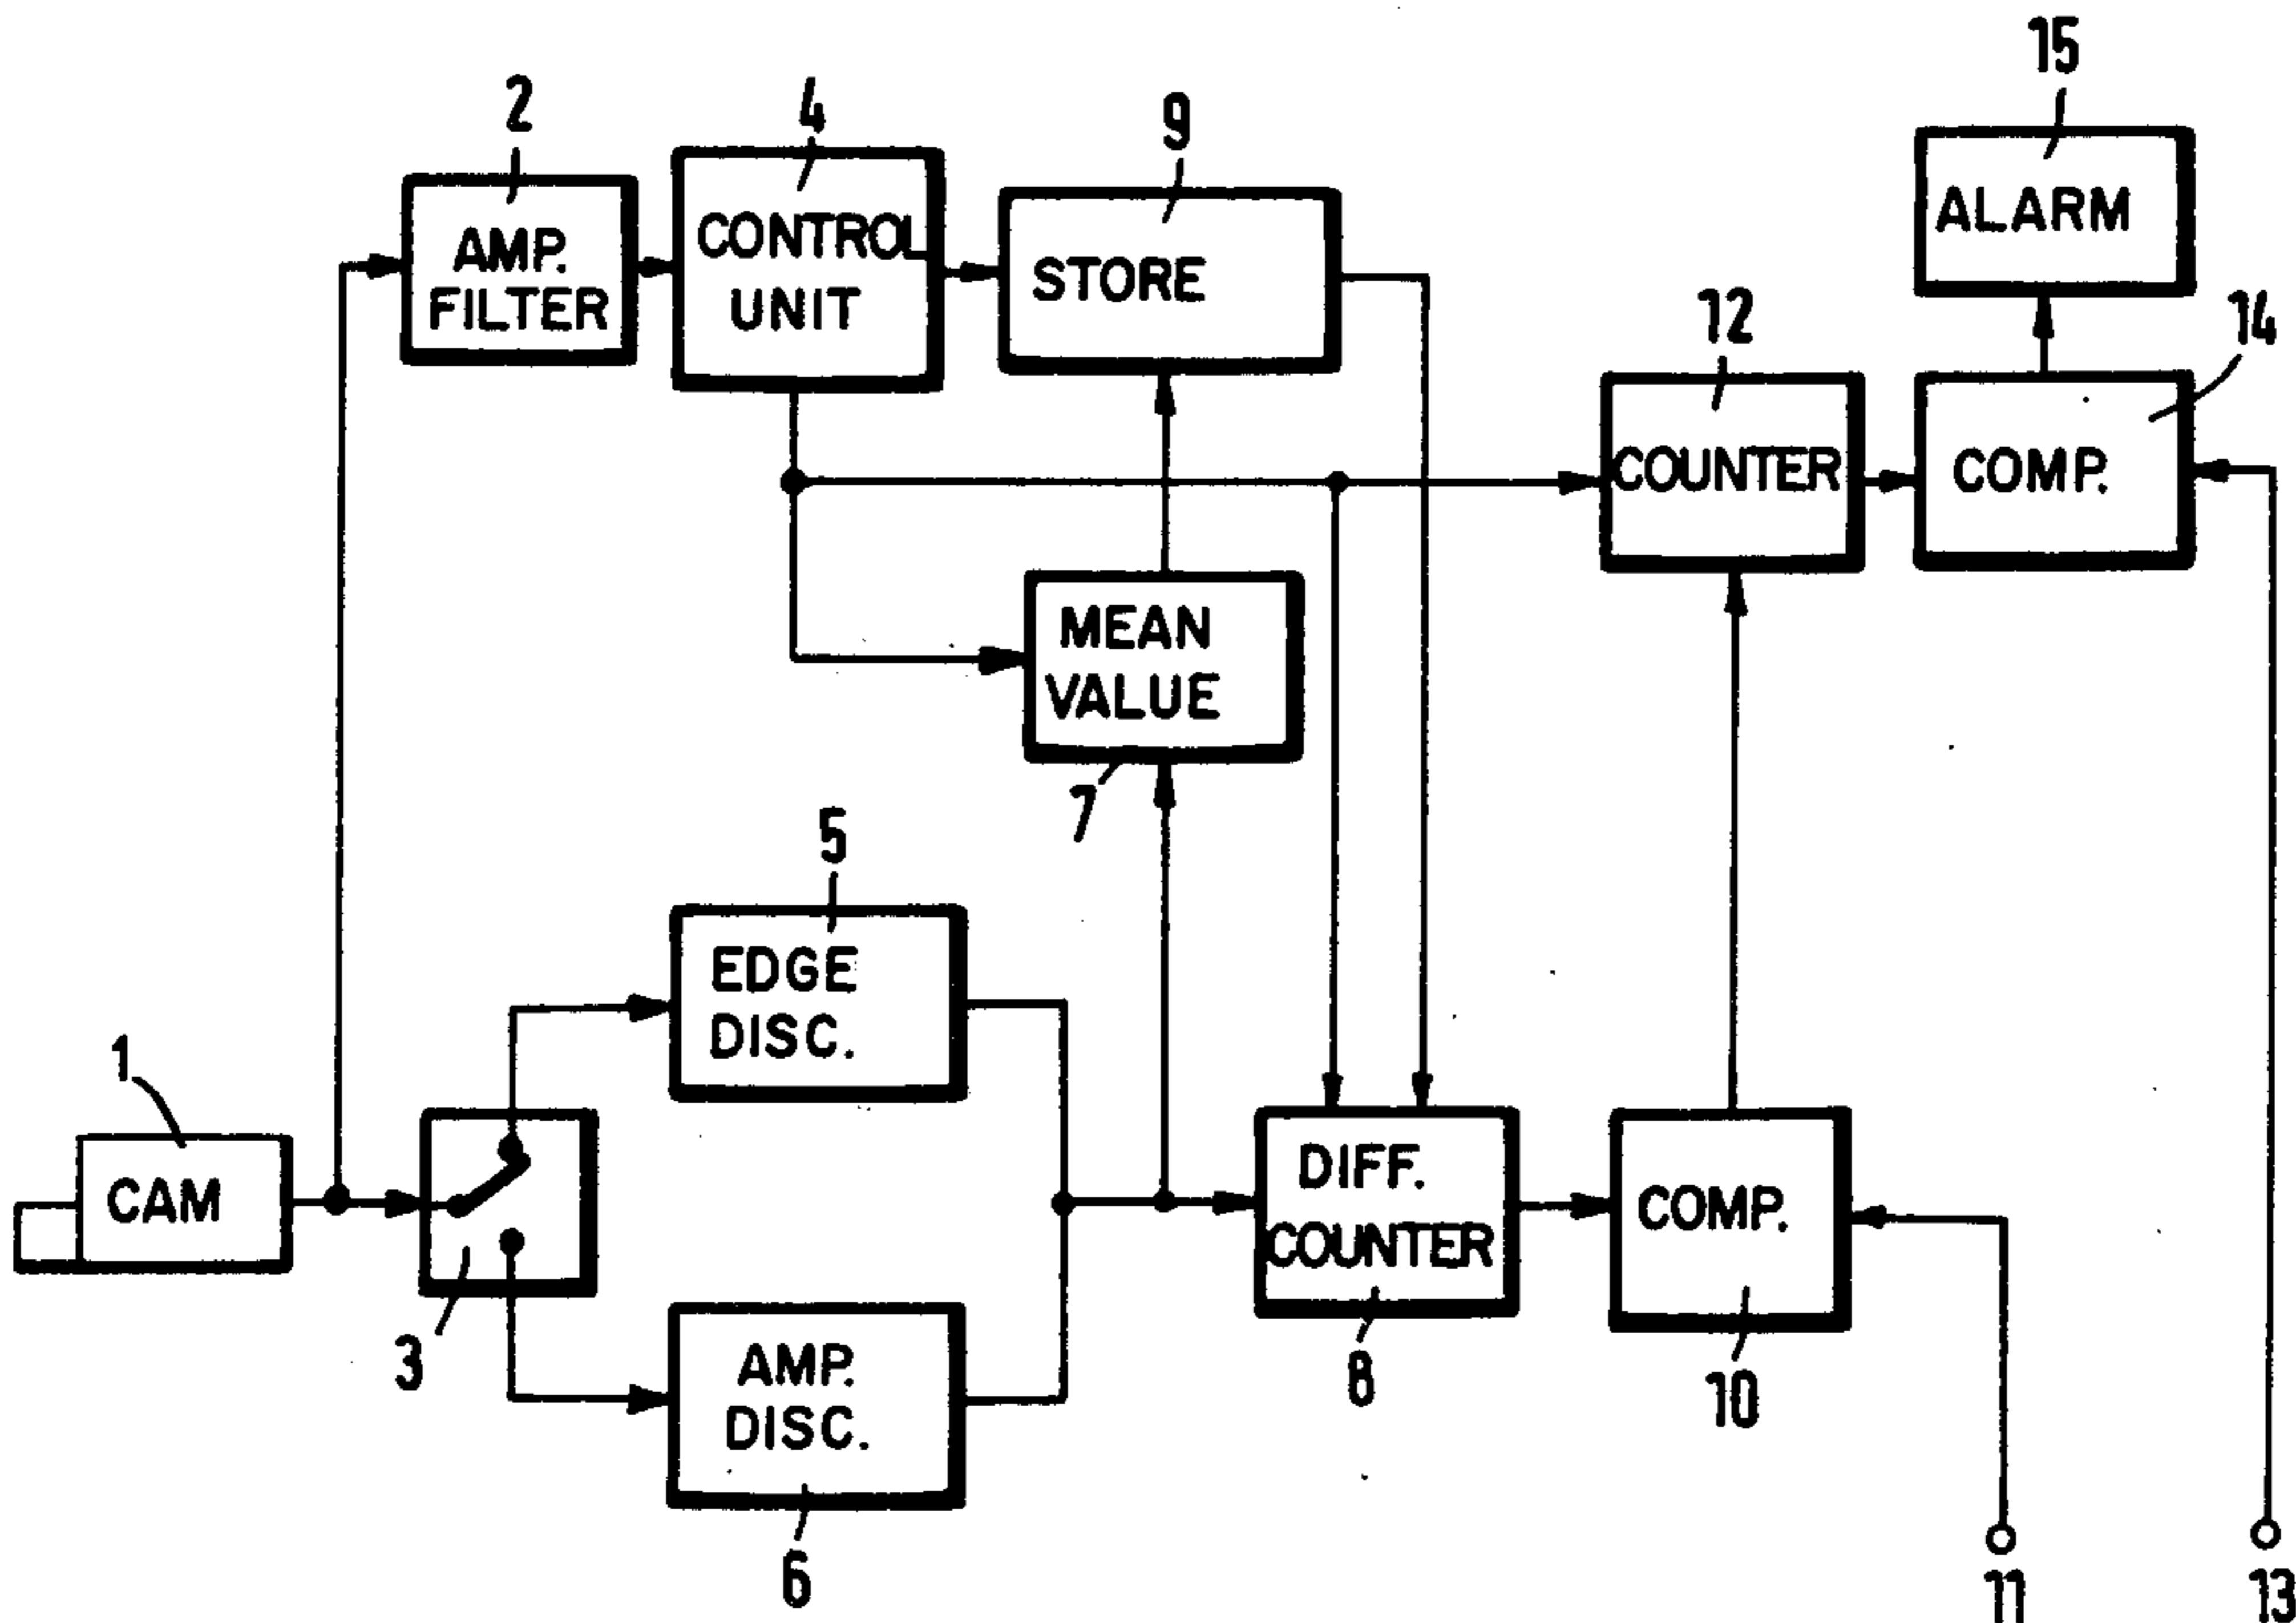 15
2
4
9
AMP.
FILTER
CONTROL
UNIT
STORE
ALARM
12
14
COUNTER
COMP.
MEAN
VALUE
7
5
EDGE
DISC.
1
CAM
3
DIFF.
COUNTER
COMP.
AMP.
DISC.
8
10
6
11
13